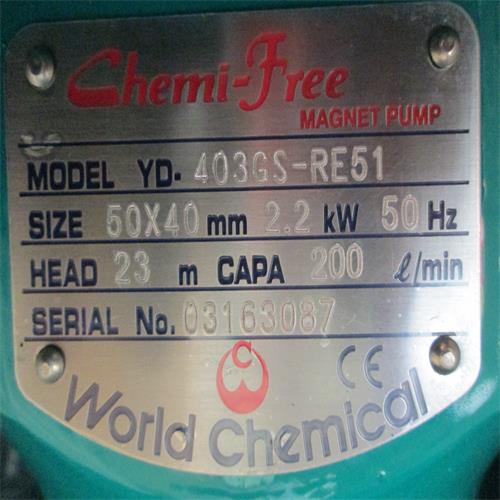 Chemi-Free
MAGNET PUMP
MODEL YD- 403GS-RE51
SIZE 50X40 mm 2.2 kW 50 Hz
HEAD 23 m CAPA 200 ℓ/min
SERIAL No. 03163087
CE
World Chemical